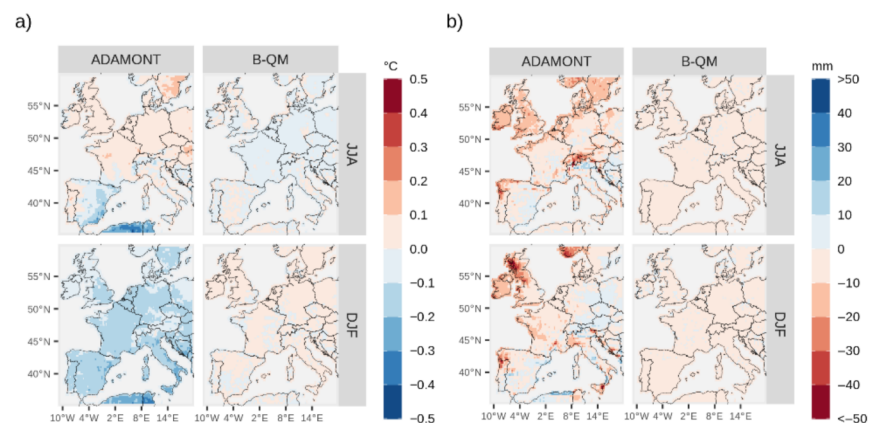 a)
b)
ADAMONT
B-QM
°C
ADAMONT
B-QM
mm
55°N
50°N
45°N
40°N
JJA
55°N
50°N
45°N
40°N
DJF
10°W 4°W 2°E 8°E 14°E
10°W 4°W 2°E 8°E 14°E
0.5
0.4
0.3
0.2
0.1
0.0
−0.1
−0.2
−0.3
−0.4
−0.5
55°N
50°N
45°N
40°N
JJA
55°N
50°N
45°N
40°N
DJF
10°W 4°W 2°E 8°E 14°E
10°W 4°W 2°E 8°E 14°E
>50
40
30
20
10
0
−10
−20
−30
−40
<−50